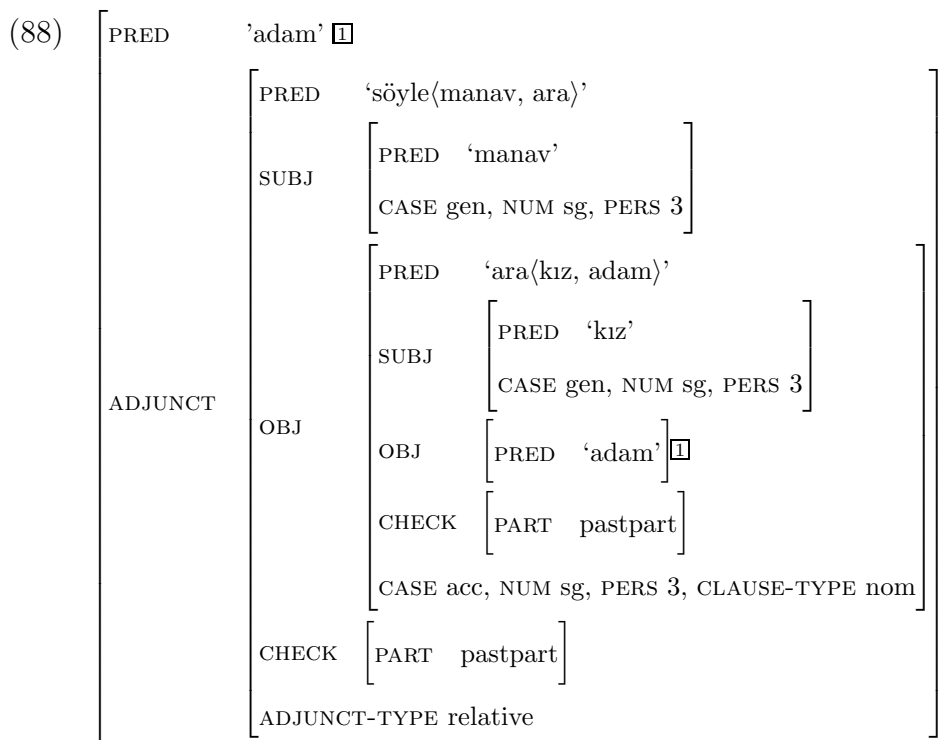 (88) PRED 'adam' 1
PRED ‘söyle⟨manav, ara⟩’
PRED ‘manav’
SUBJ
CASE gen, NUM sg, PERS 3
PRED ‘ara⟨kız, adam⟩’
PRED ‘kız’
SUBJ
CASE gen, NUM sg, PERS 3
ADJUNCT
OBJ
OBJ PRED ‘adam’ 1
CHECK PART pastpart
CASE acc, NUM sg, PERS 3, CLAUSE-TYPE nom
CHECK PART pastpart
ADJUNCT-TYPE relative